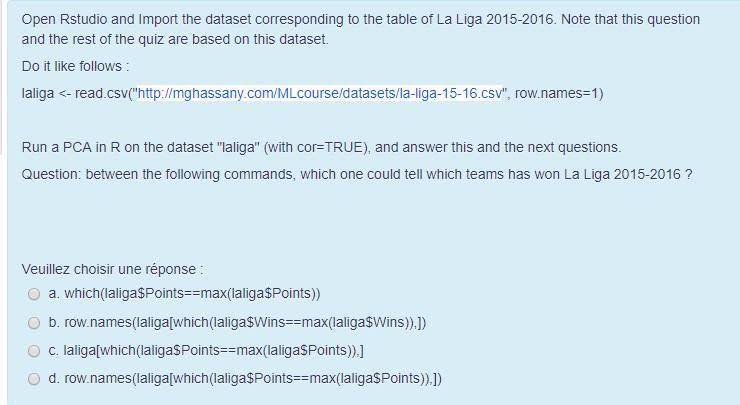 Open Rstudio and Import the dataset corresponding to the table of La Liga 2015-2016. Note that this question
and the rest of the quiz are based on this dataset.
Do it like follows :
laliga <- read.csv("http://mghassany.com/MLcourse/datasets/la-liga-15-16.csv", row.names=1)
Run a PCA in R on the dataset "laliga" (with cor=TRUE), and answer this and the next questions.
Question: between the following commands, which one could tell which teams has won La Liga 2015-2016 ?
Veuillez choisir une réponse :
a. which(laliga$Points==max(laliga$Points))
b. row.names(laliga[which(laliga$Wins==max(laliga$Wins)),])
c. laliga[which(laliga$Points==max(laliga$Points)),]
d. row.names(laliga[which(laliga$Points==max(laliga$Points)),])